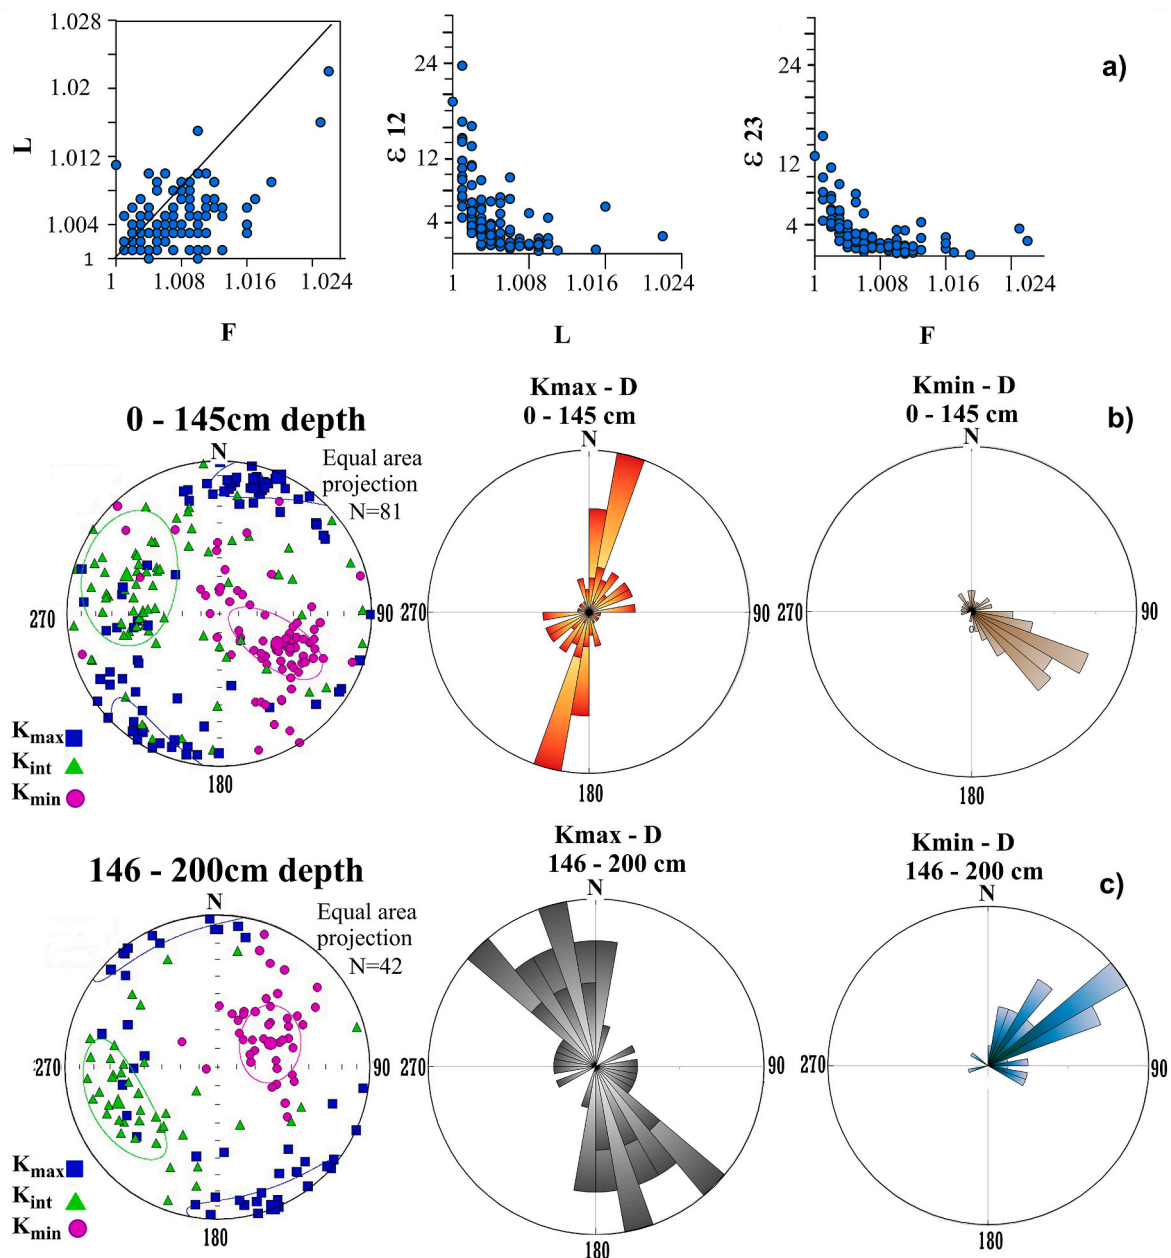 1.028
1.02
1.012
1.004
1
L
1
1.008
1.016
1.024
F
24
12
4
ε 12
1
1.008
1.016
1.024
L
24
12
4
ε 23
1
1.008
1.016
1.024
F
a)
0 - 145cm depth
N
Equal area
projection
N=81
270
90
180
Kmax
Kint
Kmin
Kmax - D
0 - 145 cm
N
270
90
180
Kmin - D
0 - 145 cm
N
270
90
0
180
b)
146 - 200cm depth
N
Equal area
projection
N=42
270
90
180
Kmax
Kint
Kmin
Kmax - D
146 - 200 cm
N
270
90
180
Kmin - D
146 - 200 cm
N
270
90
180
c)